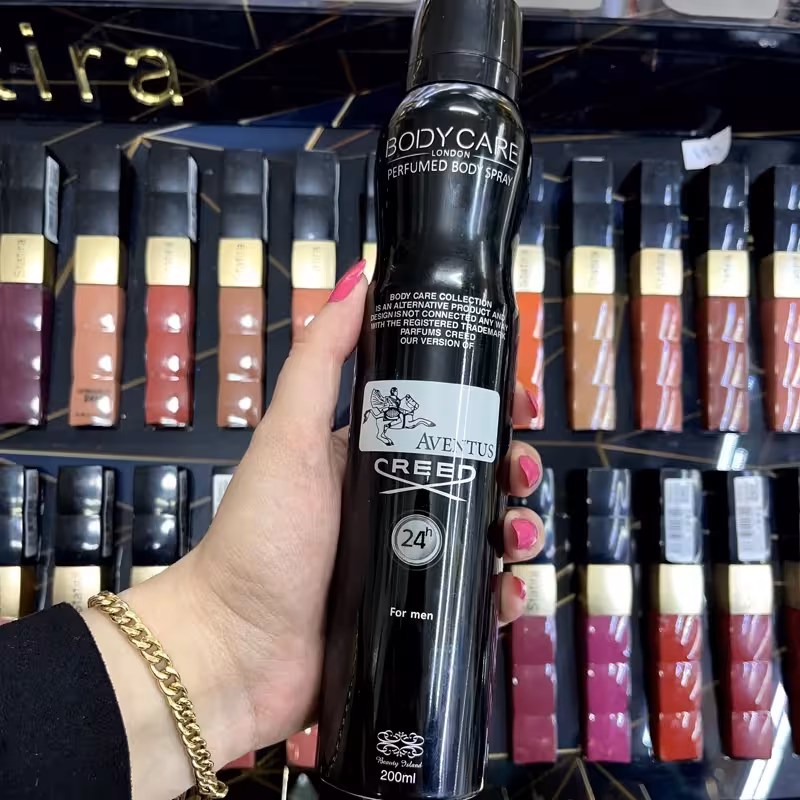 ira
BODYCARE
LONDON
PERFUMED BODY SPRAY
BODY CARE COLLECTION
IS AN ALTERNATIVE PRODUCT AND
DESIGN IS NOT CONNECTED ANY WAY
WITH THE REGISTERED TRADEMARK
PARFUMS CREED
OUR VERSION OF
AVENTUS
CREED
24h
For men
Beauty Island
200ml